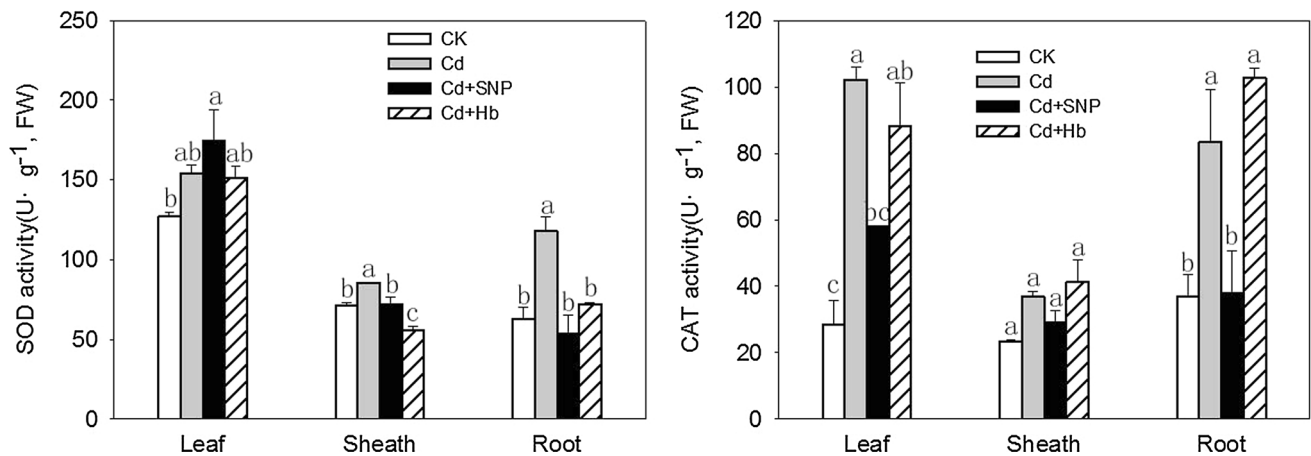 250
200
150
100
50
0
SOD activity(U· g-1, FW)
CK
Cd
Cd+SNP
Cd+Hb
b
ab
a
ab
b
a
b
c
b
a
b
b
Leaf Sheath Root
120
100
80
60
40
20
0
CAT activity(U· g-1, FW)
CK
Cd
Cd+SNP
Cd+Hb
c
a
bc
ab
a
a
a
a
b
a
b
a
Leaf Sheath Root